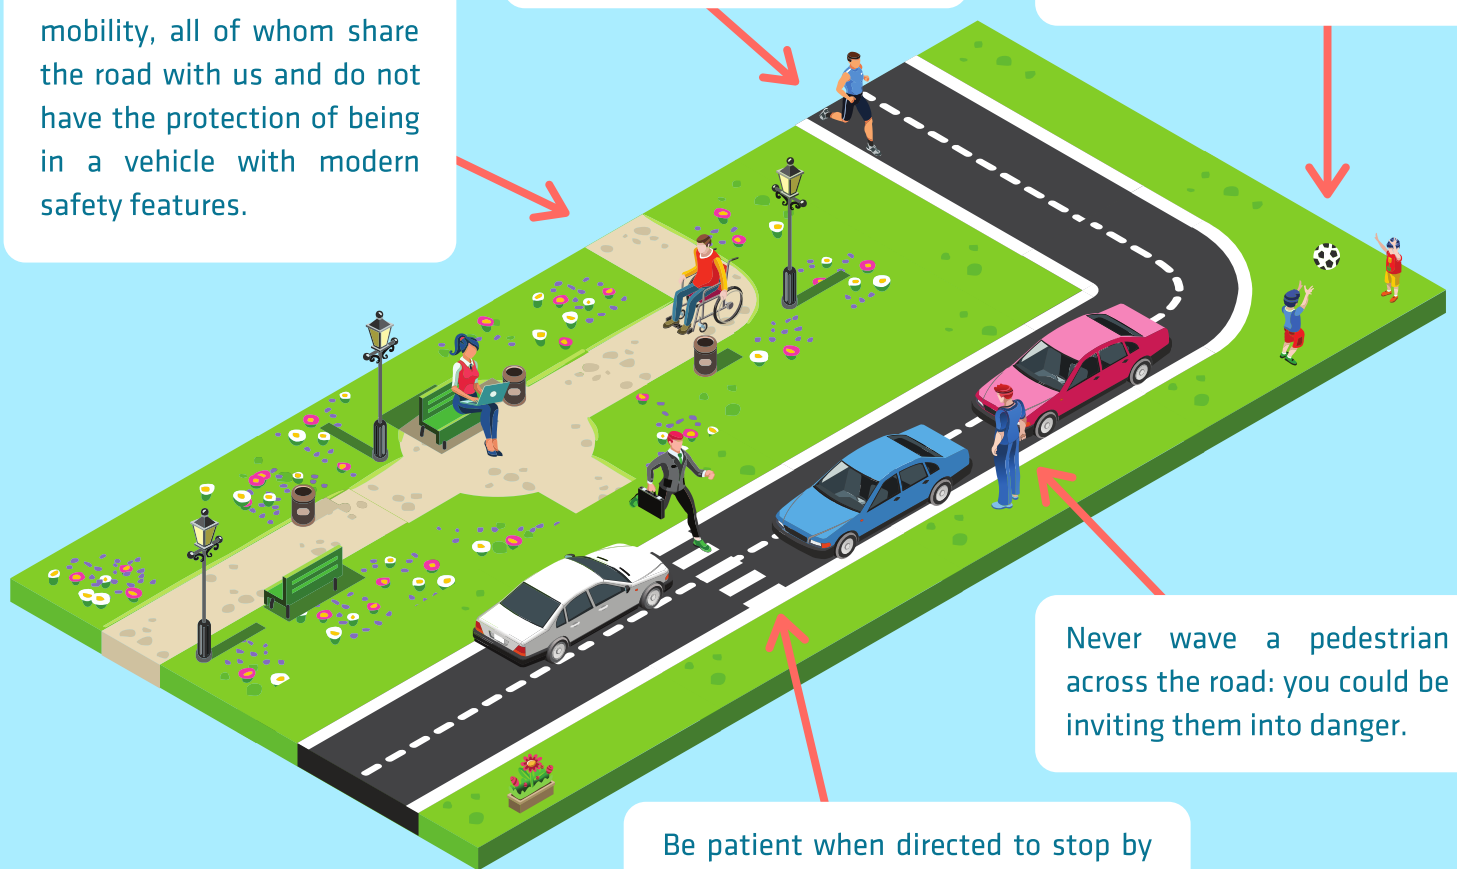 mobility, all of whom share
the road with us and do not
have the protection of being
in a vehicle with modern
safety features.
Never wave a pedestrian
across the road: you could be
inviting them into danger.
Be patient when directed to stop by